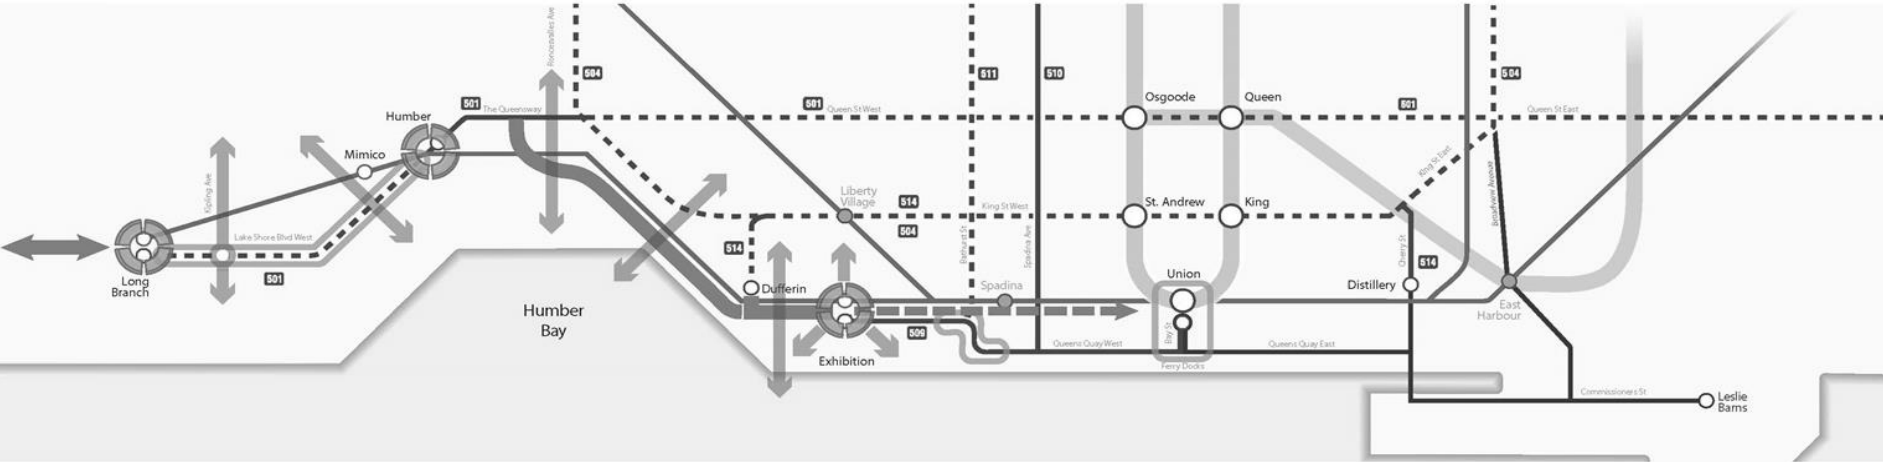 Roncesvalles Ave
504
511
510
504
501
The Queensway
501
Queen St West
Osgoode
Queen
501
Queen St East
Humber
Mimico
Kipling Ave
Lake Shore Blvd West
501
Long
Branch
Liberty
Village
514
504
King St West
Bathurst St
Spadina Ave
St. Andrew
King
King St East
Broadview Avenue
Cherry St
514
514
Dufferin
Spadina
Union
Distillery
East
Harbour
Humber
Bay
Exhibition
509
Queens Quay West
Bay St
Queens Quay East
Ferry Docks
Commissioners St
Leslie
Barns